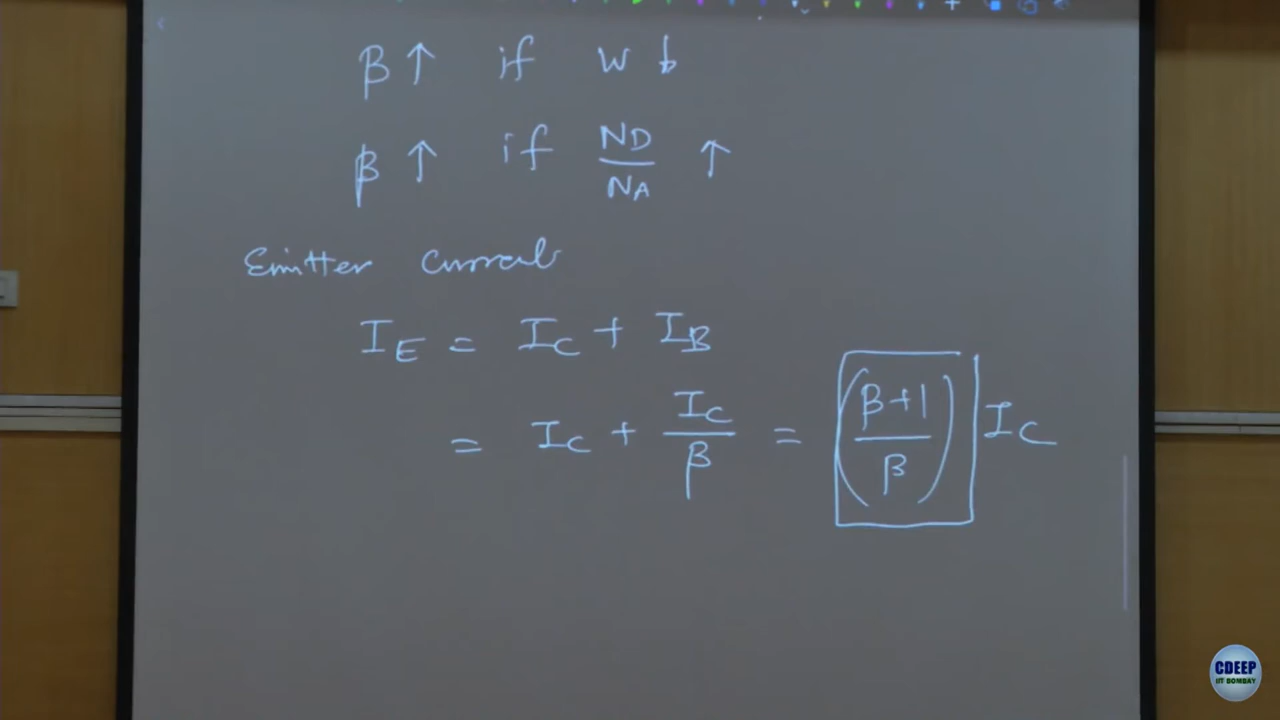 β ↑ if W ↓
β ↑ if ND/NA ↑
Emitter Current
IE = IC + IB
= IC + IC/β = (β+1/β) IC
CDEEP
IIT BOMBAY